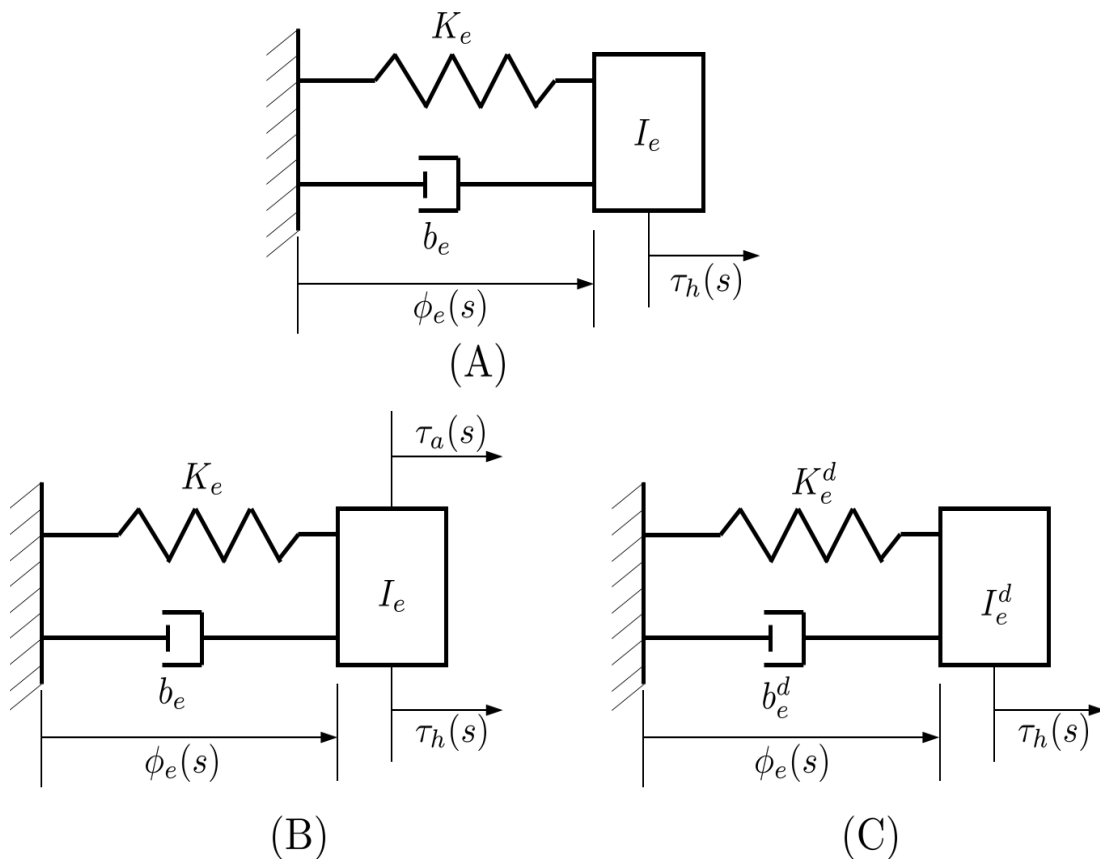 K_e
I_e
b_e
τ_h(s)
ϕ_e(s)
(A)
τ_a(s)
K_e
K_e^d
I_e
I_e^d
b_e
b_e^d
τ_h(s)
τ_h(s)
ϕ_e(s)
ϕ_e(s)
(B)
(C)